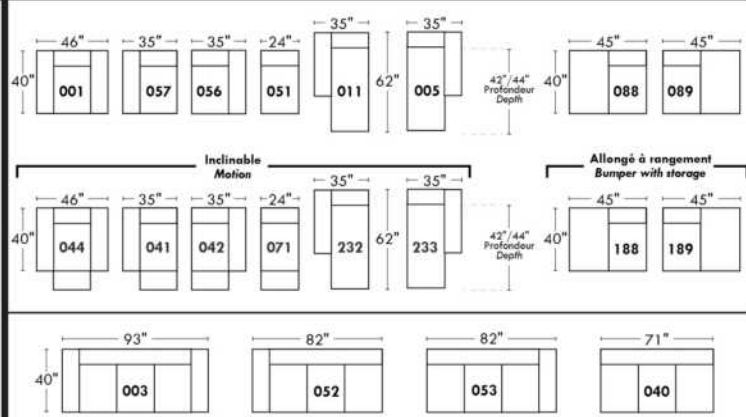 46" 35" 35" 24" 35" 35" 45" 45"
40" 001 057 056 051 011 62" 005 42"/44" Profondeur Depth 40" 088 089
Inclinable
Motion
Allongé à rangement
Bumper with storage
46" 35" 35" 24" 35" 35" 45" 45"
40" 044 041 042 071 232 62" 233 42"/44" Profondeur Depth 40" 188 189
93" 82" 82" 71"
40" 003 052 053 040